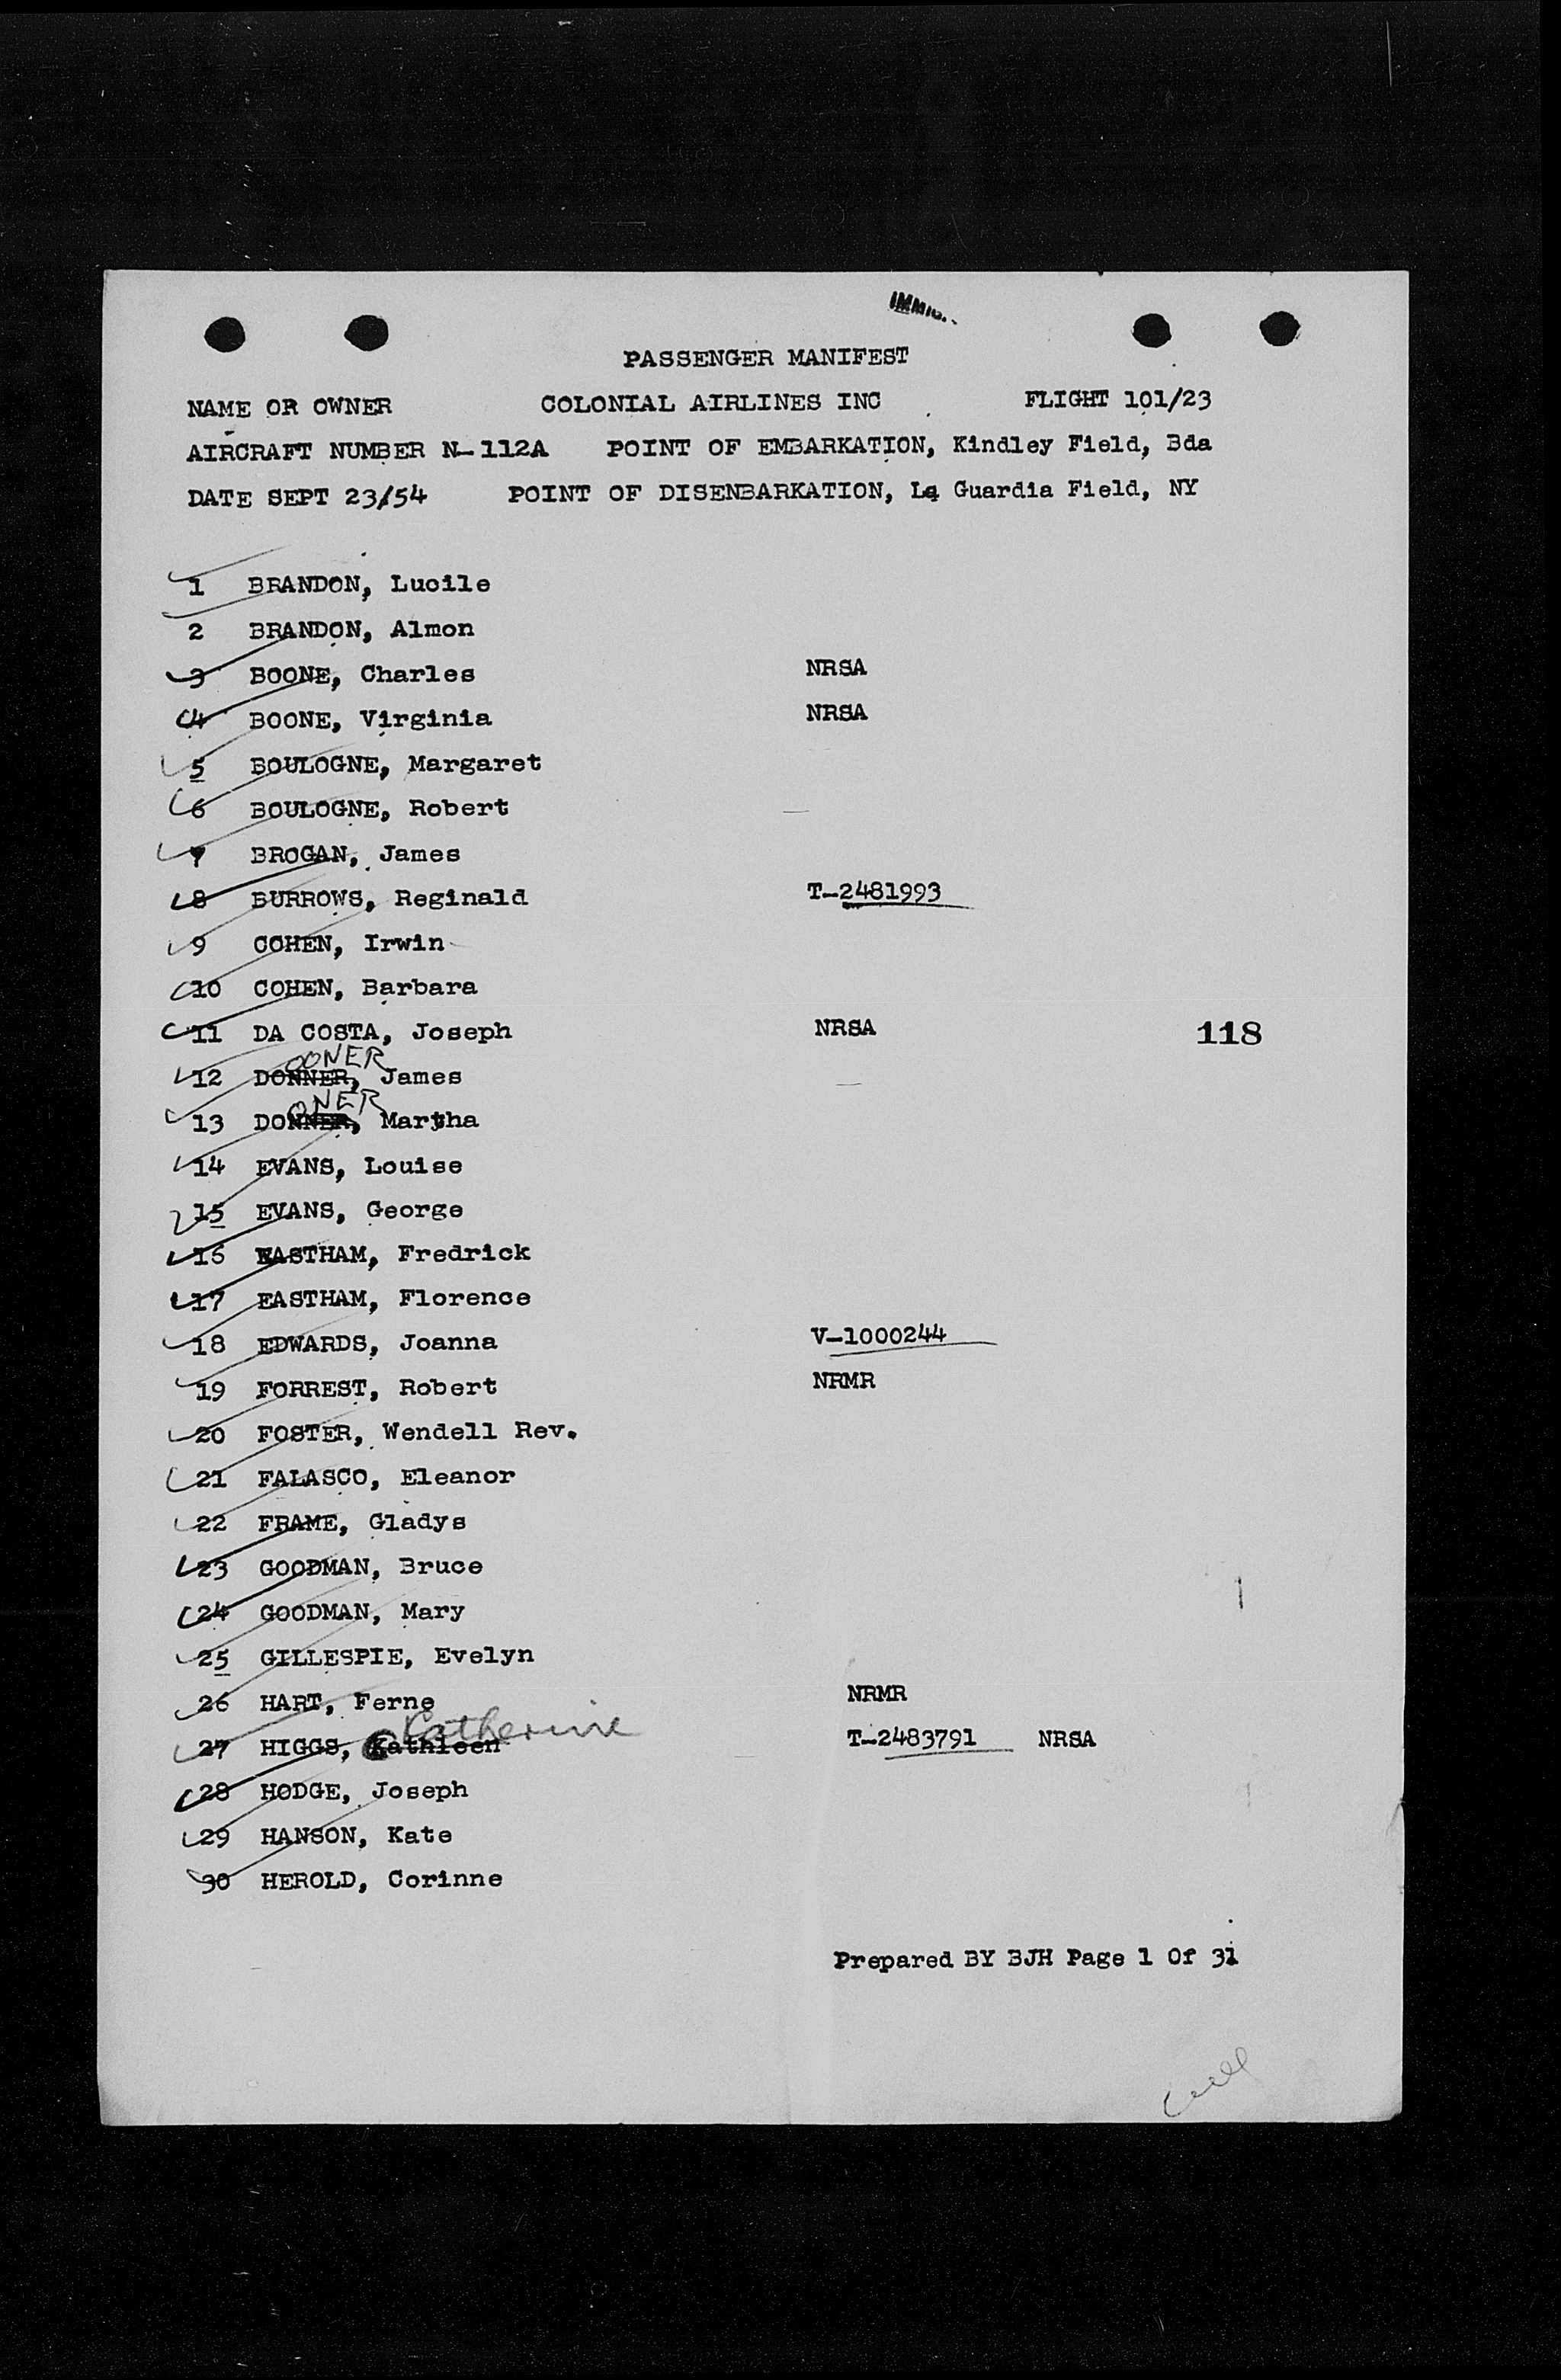 IMMIG.
PASSENGER MANIFEST
NAME OR OWNER COLONIAL AIRLINES INC FLIGHT 101/23
AIRCRAFT NUMBER N-112A POINT OF EMBARKATION, Kindley Field, Bda
DATE SEPT 23/54 POINT OF DISENBARKATION, La Guardia Field, NY
1 BRANDON, Lucile
2 BRANDON, Almon
3 BOONE, Charles NRSA
4 BOONE, Virginia NRSA
5 BOULOGNE, Margaret
6 BOULOGNE, Robert
7 BROGAN, James
8 BURROWS, Reginald T-2481993
9 COHEN, Irwin
10 COHEN, Barbara
11 DA COSTA, Joseph NRSA 118
OONER
12 DONNER, James
ONER
13 DONNER, Martha
14 EVANS, Louise
15 EVANS, George
16 EASTHAM, Fredrick
17 EASTHAM, Florence
18 EDWARDS, Joanna V-1000244
19 FORREST, Robert NRMR
20 FOSTER, Wendell Rev.
21 FALASCO, Eleanor
22 FRAME, Gladys
23 GOODMAN, Bruce
24 GOODMAN, Mary
25 GILLESPIE, Evelyn
26 HART, Ferne NRMR
Catherine
27 HIGGS, Kathleen T-2483791 NRSA
28 HODGE, Joseph
29 HANSON, Kate
30 HEROLD, Corinne
Prepared BY BJH Page 1 Of 31